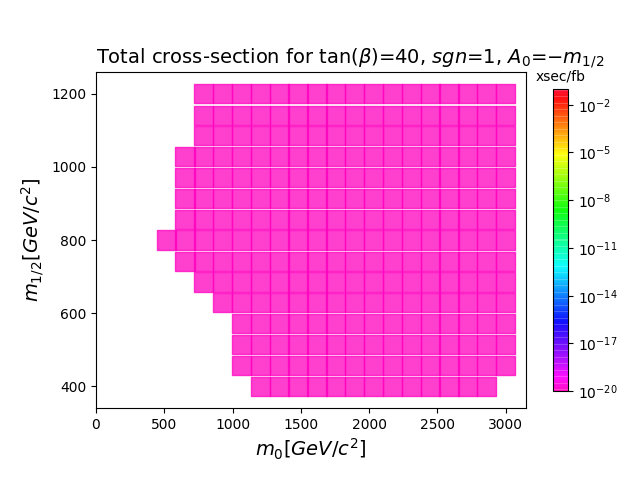 Total cross-section for tan(β)=40, sgn=1, A₀=−m₁/₂
xsec/fb
1200
1000
800
600
400
m₁/₂[GeV/c²]
0 500 1000 1500 2000 2500 3000
m₀[GeV/c²]
10⁻²
10⁻⁵
10⁻⁸
10⁻¹¹
10⁻¹⁴
10⁻¹⁷
10⁻²⁰